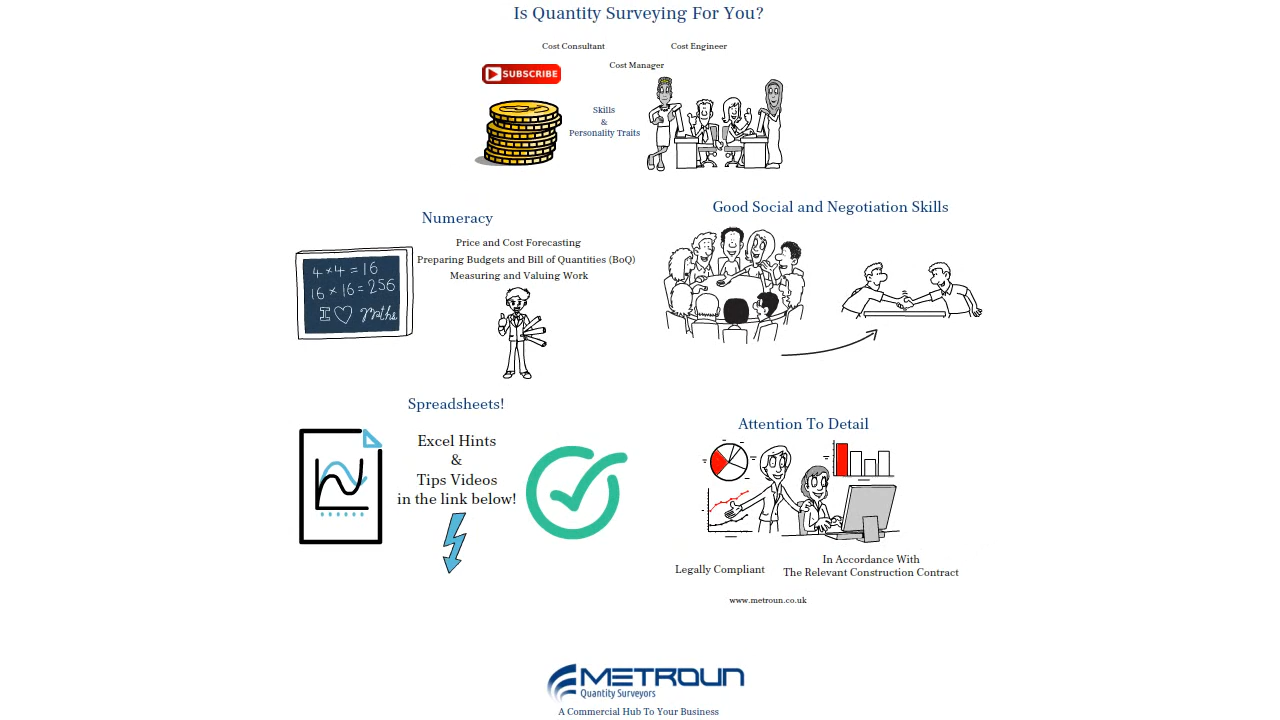 Is Quantity Surveying For You?
Cost Consultant
Cost Engineer
Cost Manager
SUBSCRIBE
Skills
&
Personality Traits
Numeracy
Price and Cost Forecasting
Preparing Budgets and Bill of Quantities (BoQ)
Measuring and Valuing Work
4 × 4 = 16
16 × 16 = 256
I ♡ Maths
Good Social and Negotiation Skills
Spreadsheets!
Excel Hints
&
Tips Videos
in the link below!
Attention To Detail
Legally Compliant
In Accordance With
The Relevant Construction Contract
www.metroun.co.uk
METROUN
Quantity Surveyors
A Commercial Hub To Your Business